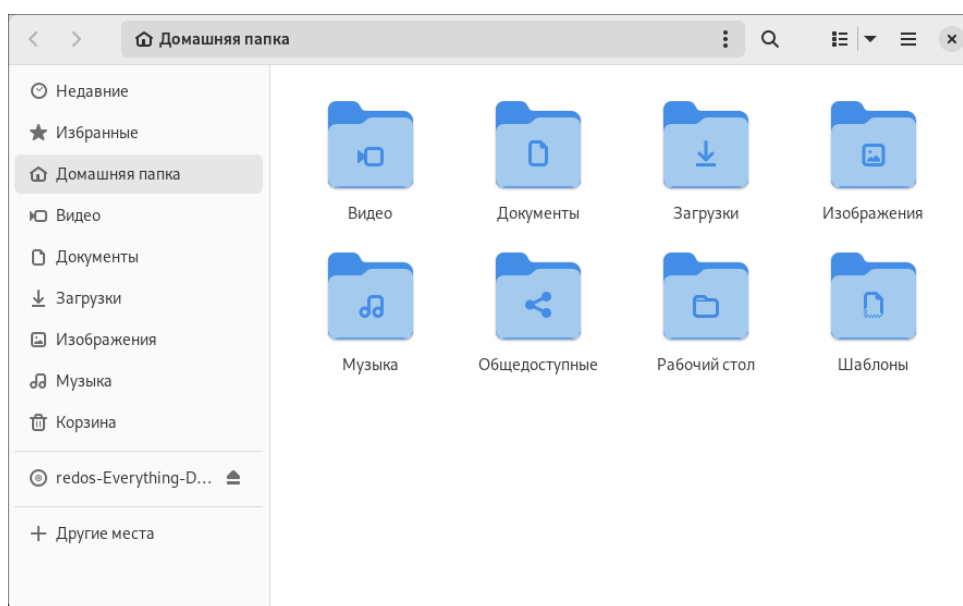 Домашняя папка
Недавние
Избранные
Домашняя папка
Видео
Документы
Загрузки
Изображения
Музыка
Корзина
redos-Everything-D...
Другие места
Видео Документы Загрузки Изображения
Музыка Общедоступные Рабочий стол Шаблоны